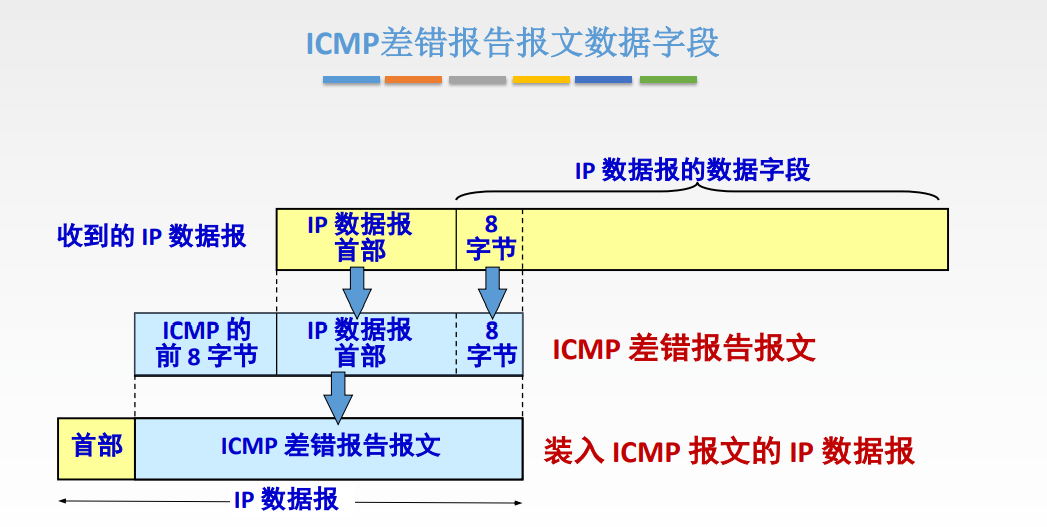 ICMP差错报告报文数据字段
IP 数据报的数据字段
收到的 IP 数据报
IP 数据报
首部
8
字节
ICMP 的
前 8 字节
IP 数据报
首部
8
字节
ICMP 差错报告报文
首部
ICMP 差错报告报文
装入 ICMP 报文的 IP 数据报
IP 数据报